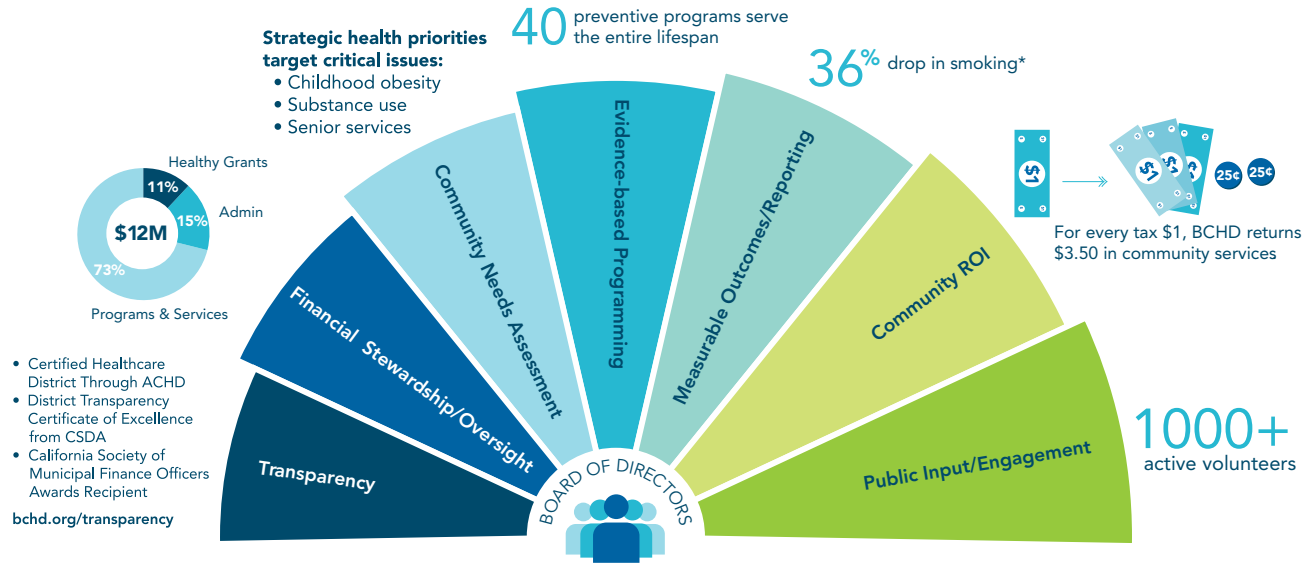 Strategic health priorities
target critical issues:
• Childhood obesity
• Substance use
• Senior services
40 preventive programs serve
the entire lifespan
36% drop in smoking*
Healthy Grants
11%
Admin
15%
$12M
73%
Programs & Services
• Certified Healthcare
District Through ACHD
• District Transparency
Certificate of Excellence
from CSDA
• California Society of
Municipal Finance Officers
Awards Recipient
bchd.org/transparency
Transparency
Financial Stewardship/Oversight
Community Needs Assessment
Evidence-based Programming
Measurable Outcomes/Reporting
Community ROI
Public Input/Engagement
BOARD OF DIRECTORS
$1
$1
$1
$
25¢
25¢
For every tax $1, BCHD returns
$3.50 in community services
1000+
active volunteers